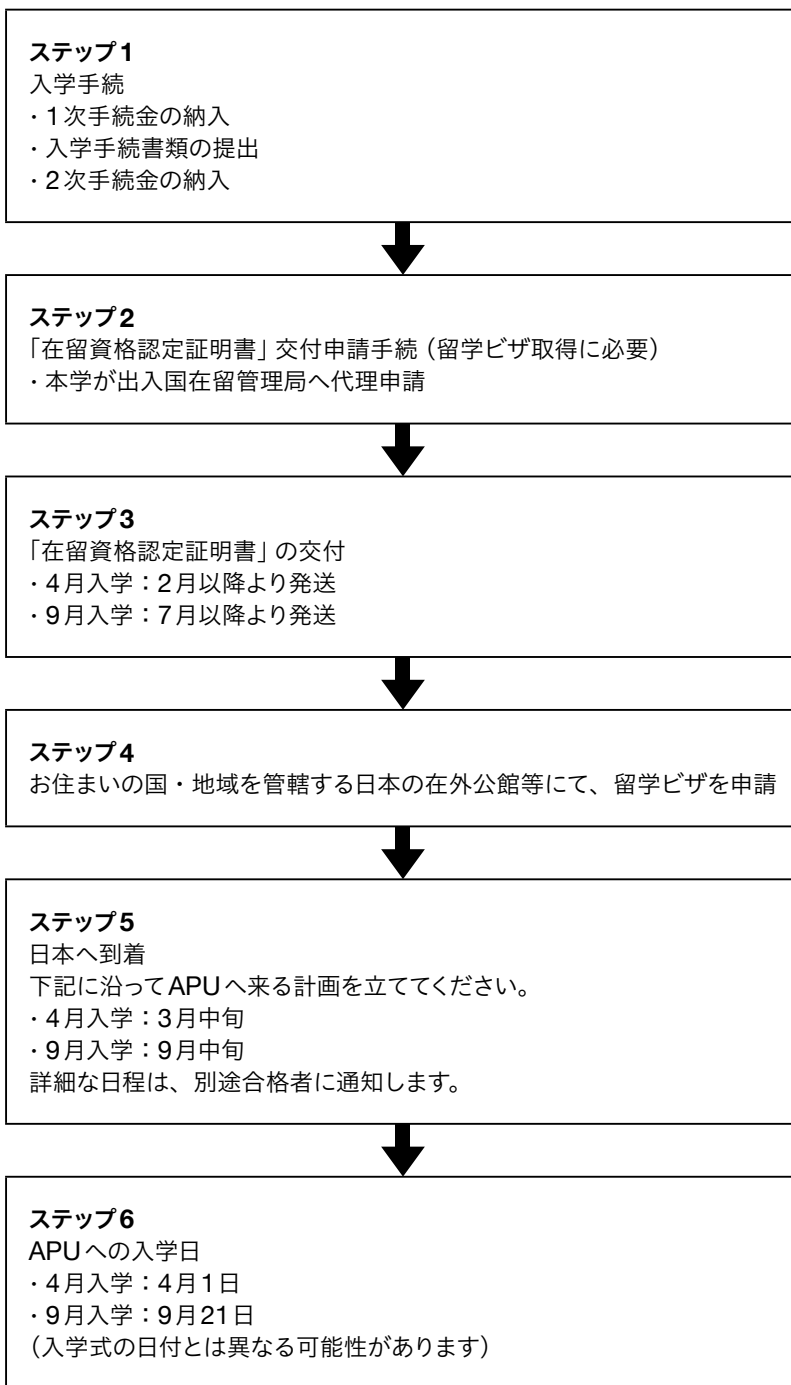 ステップ1
入学手続
・1次手続金の納入
・入学手続書類の提出
・2次手続金の納入
ステップ2
「在留資格認定証明書」交付申請手続（留学ビザ取得に必要）
・本学が出入国在留管理局へ代理申請
ステップ3
「在留資格認定証明書」の交付
・4月入学：2月以降より発送
・9月入学：7月以降より発送
ステップ4
お住まいの国・地域を管轄する日本の在外公館等にて、留学ビザを申請
ステップ5
日本へ到着
下記に沿ってAPUへ来る計画を立ててください。
・4月入学：3月中旬
・9月入学：9月中旬
詳細な日程は、別途合格者に通知します。
ステップ6
APUへの入学日
・4月入学：4月1日
・9月入学：9月21日
（入学式の日付とは異なる可能性があります）